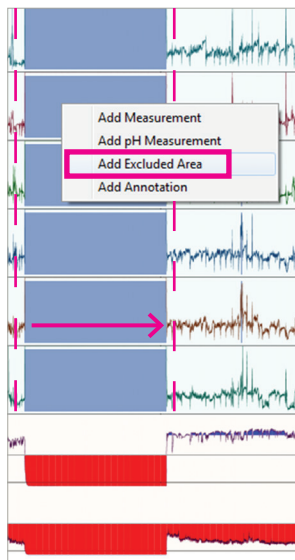 Add Measurement
Add pH Measurement
Add Excluded Area
Add Annotation